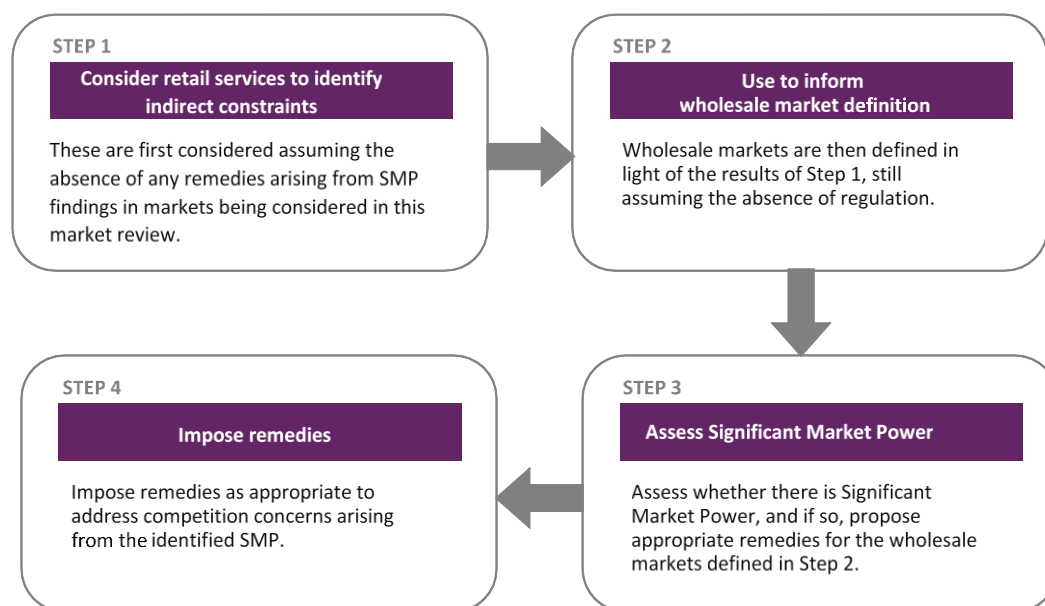 STEP 1
Consider retail services to identify
indirect constraints
These are first considered assuming the
absence of any remedies arising from SMP
findings in markets being considered in this
market review.
STEP 2
Use to inform
wholesale market definition
Wholesale markets are then defined in
light of the results of Step 1, still
assuming the absence of regulation.
STEP 3
Assess Significant Market Power
Assess whether there is Significant
Market Power, and if so, propose
appropriate remedies for the wholesale
markets defined in Step 2.
STEP 4
Impose remedies
Impose remedies as appropriate to
address competition concerns arising
from the identified SMP.